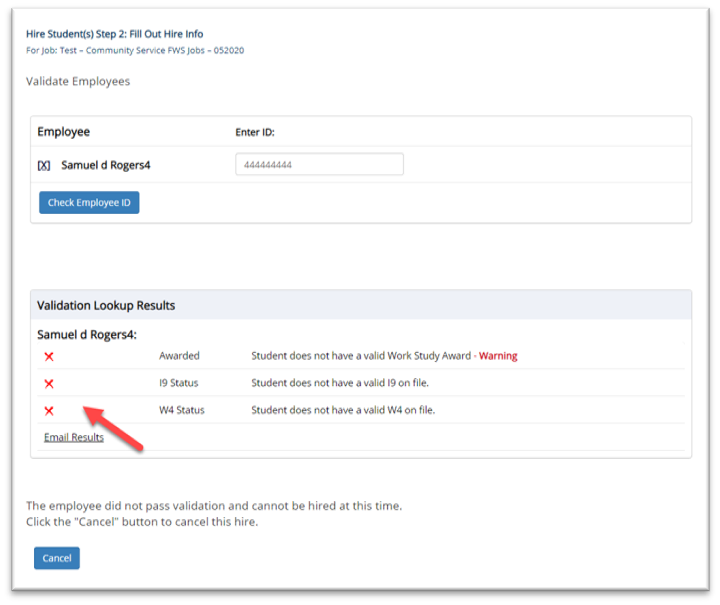 Hire Student(s) Step 2: Fill Out Hire Info
For Job: Test – Community Service FWS Jobs – 052020
Validate Employees
Employee Enter ID:
[X] Samuel d Rogers4 444444444
Check Employee ID
Validation Lookup Results
Samuel d Rogers4:
Awarded Student does not have a valid Work Study Award - Warning
I9 Status Student does not have a valid I9 on file.
W4 Status Student does not have a valid W4 on file.
Email Results
The employee did not pass validation and cannot be hired at this time.
Click the "Cancel" button to cancel this hire.
Cancel